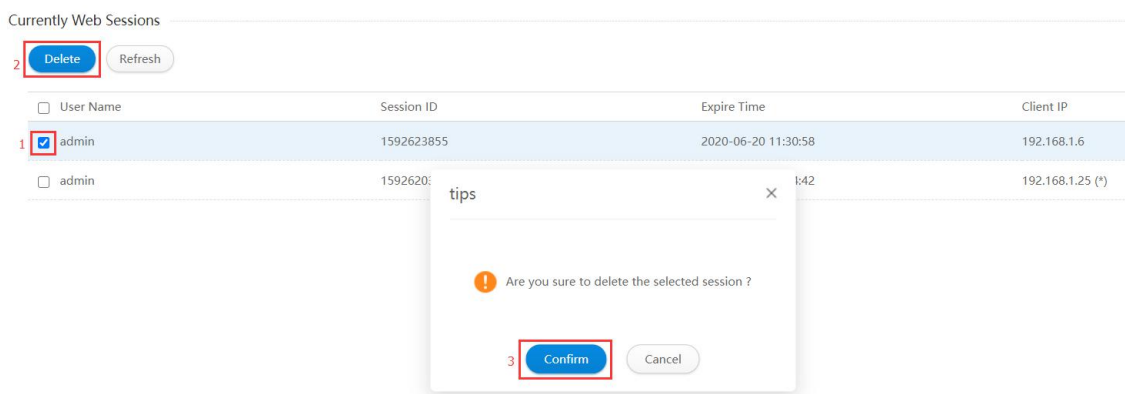 Currently Web Sessions
2 Delete Refresh
User Name Session ID Expire Time Client IP
1 admin 1592623855 2020-06-20 11:30:58 192.168.1.6
admin 1592620 :42 192.168.1.25 (*)
tips
Are you sure to delete the selected session ?
3 Confirm Cancel